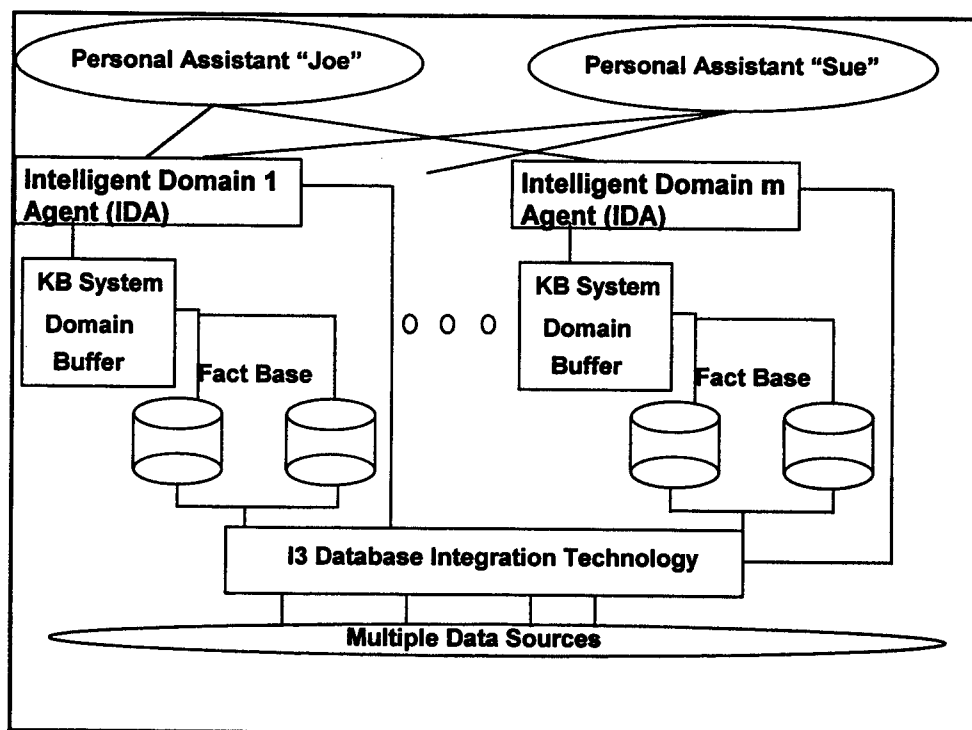 Personal Assistant “Joe”
Personal Assistant “Sue”
Intelligent Domain 1
Agent (IDA)
Intelligent Domain m
Agent (IDA)
KB System
Domain
Buffer
Fact Base
KB System
Domain
Buffer
Fact Base
I3 Database Integration Technology
Multiple Data Sources